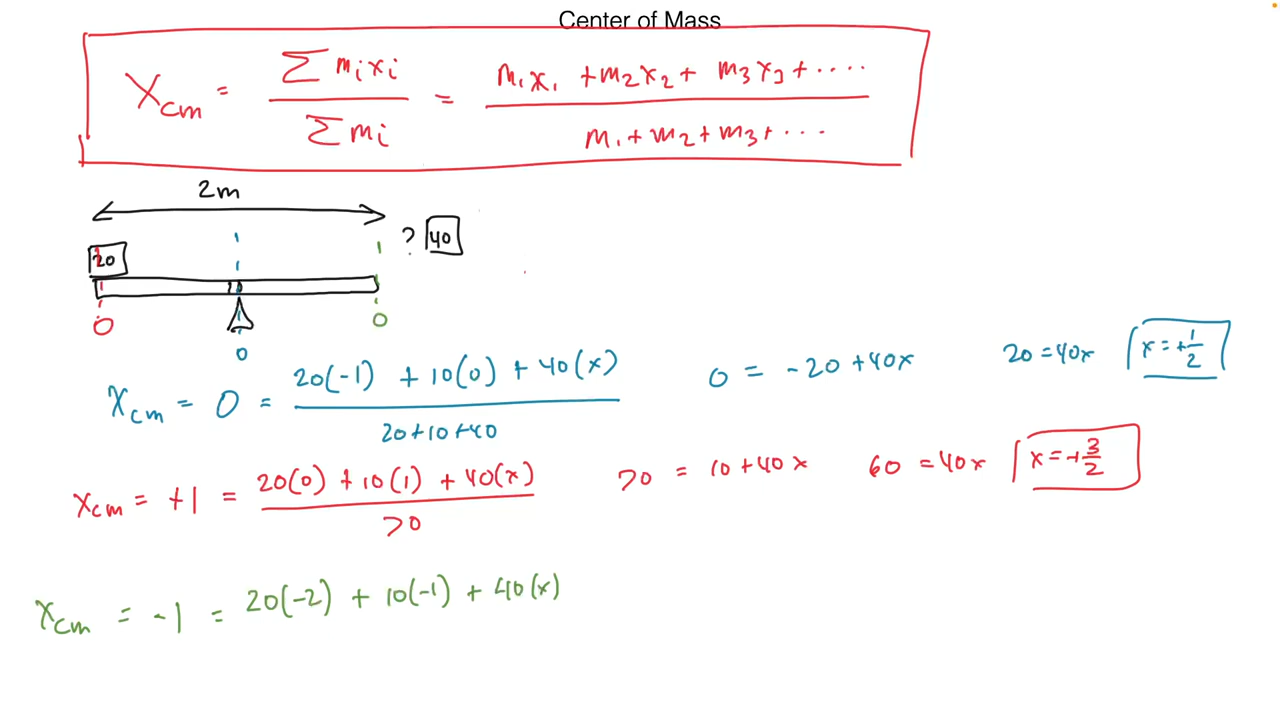 Center of Mass
Xcm = Σ mixi / Σ mi = m1x1 + m2x2 + m3x3 + .... / m1 + m2 + m3 + ...
2m
? 40
20
0
0
0
Xcm = 0 = 20(-1) + 10(0) + 40(x) / 20+10+40
0 = -20 + 40x
20 = 40x
x = +1/2
xcm = +1 = 20(0) + 10(1) + 40(x) / 70
70 = 10 + 40x
60 = 40x
x = +3/2
Xcm = -1 = 20(-2) + 10(-1) + 40(x)